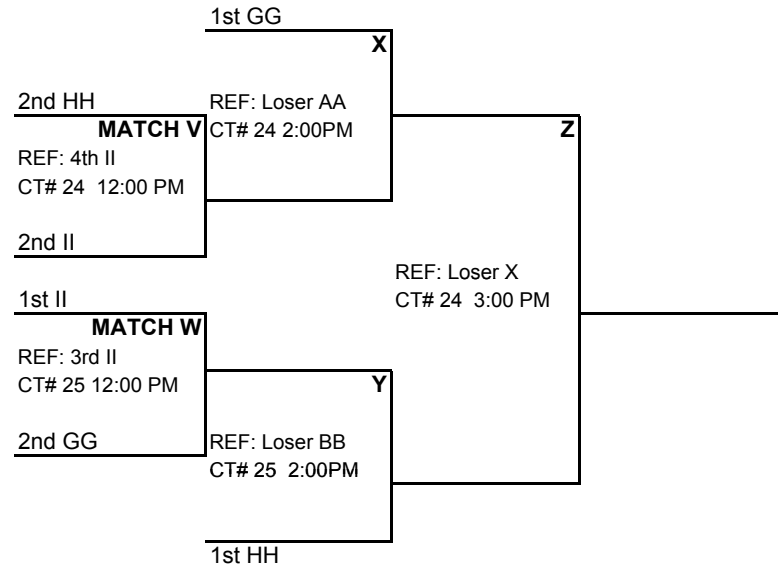 1st GG
X
2nd HH
REF: Loser AA
MATCH V
CT# 24 2:00PM
Z
REF: 4th II
CT# 24 12:00 PM
2nd II
REF: Loser X
1st II
CT# 24 3:00 PM
MATCH W
REF: 3rd II
CT# 25 12:00 PM
Y
2nd GG
REF: Loser BB
CT# 25 2:00PM
1st HH